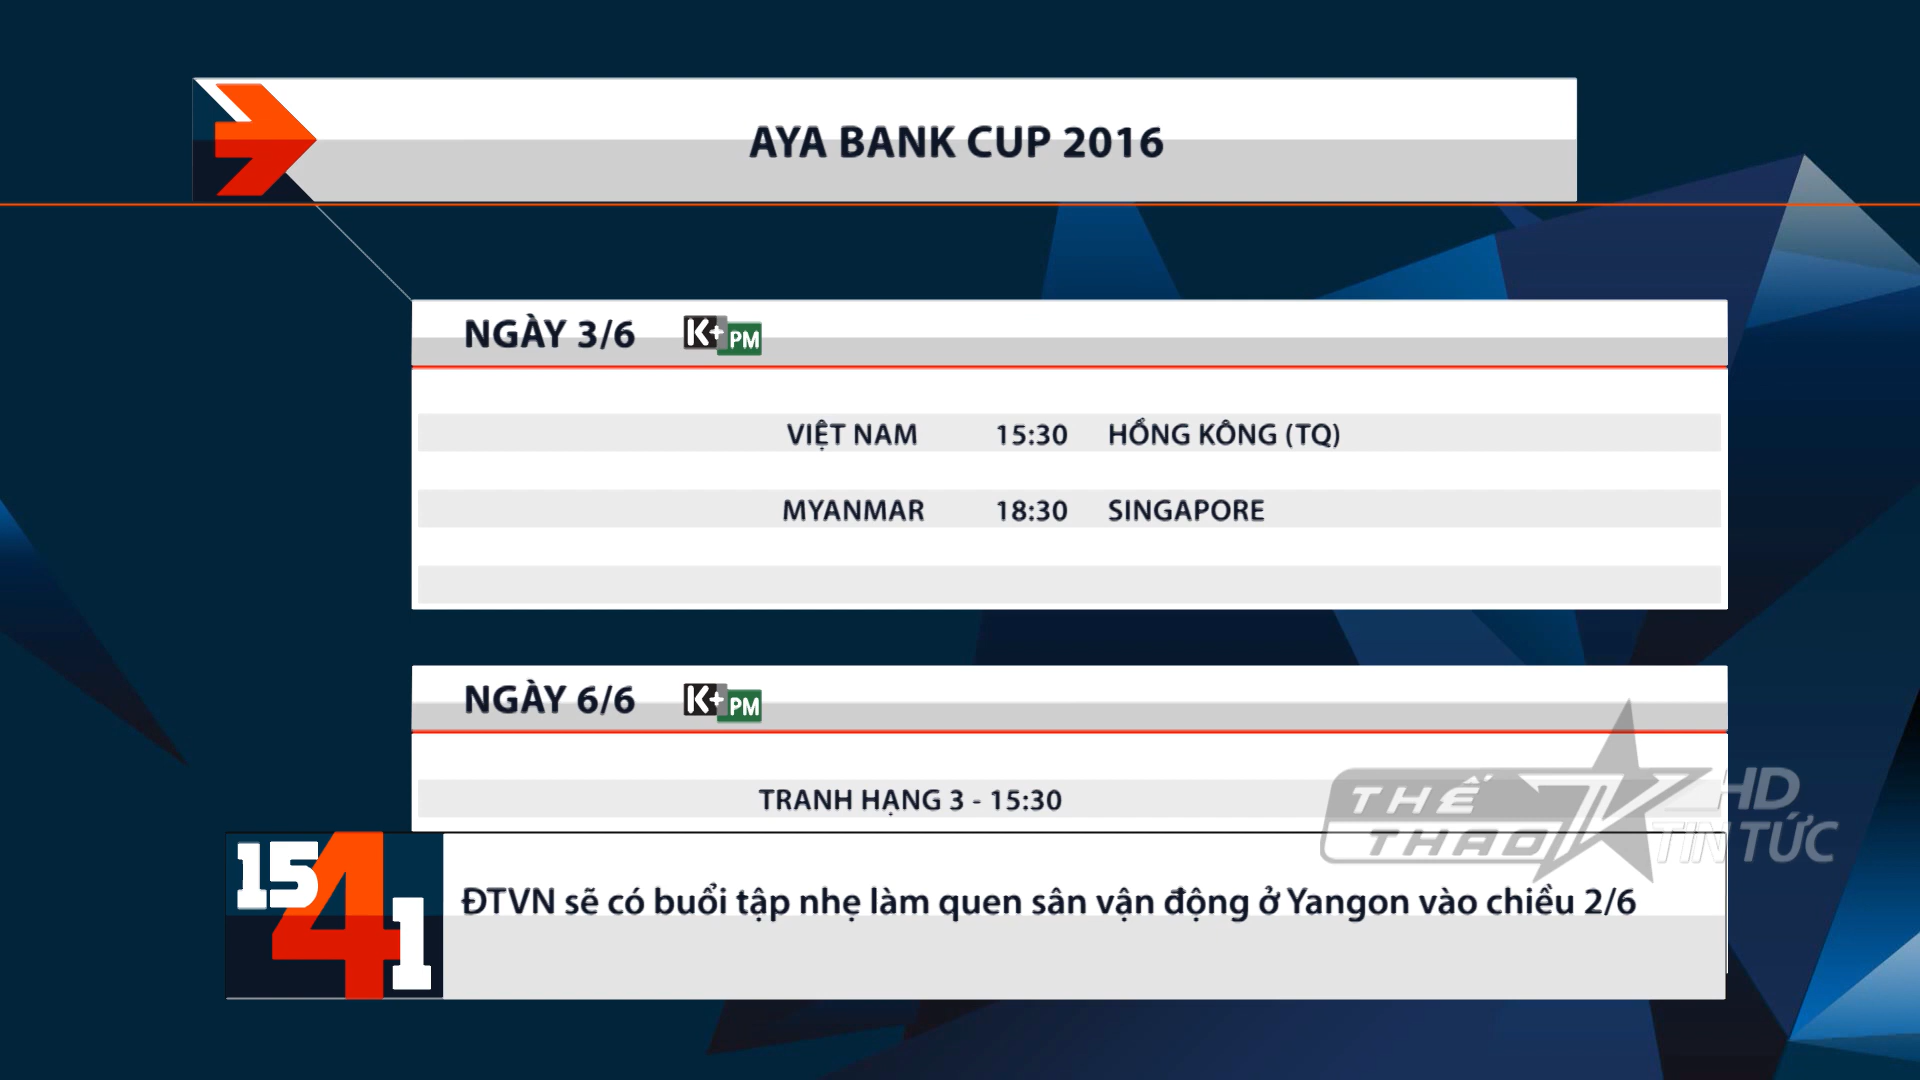 AYA BANK CUP 2016
NGÀY 3/6 K+ PM
VIỆT NAM 15:30 HỒNG KÔNG (TQ)
MYANMAR 18:30 SINGAPORE
NGÀY 6/6 K+ PM
TRANH HẠNG 3 - 15:30
THẾ THAO TV HD TIN TỨC
15 4 1
ĐTVN sẽ có buổi tập nhẹ làm quen sân vận động ở Yangon vào chiều 2/6